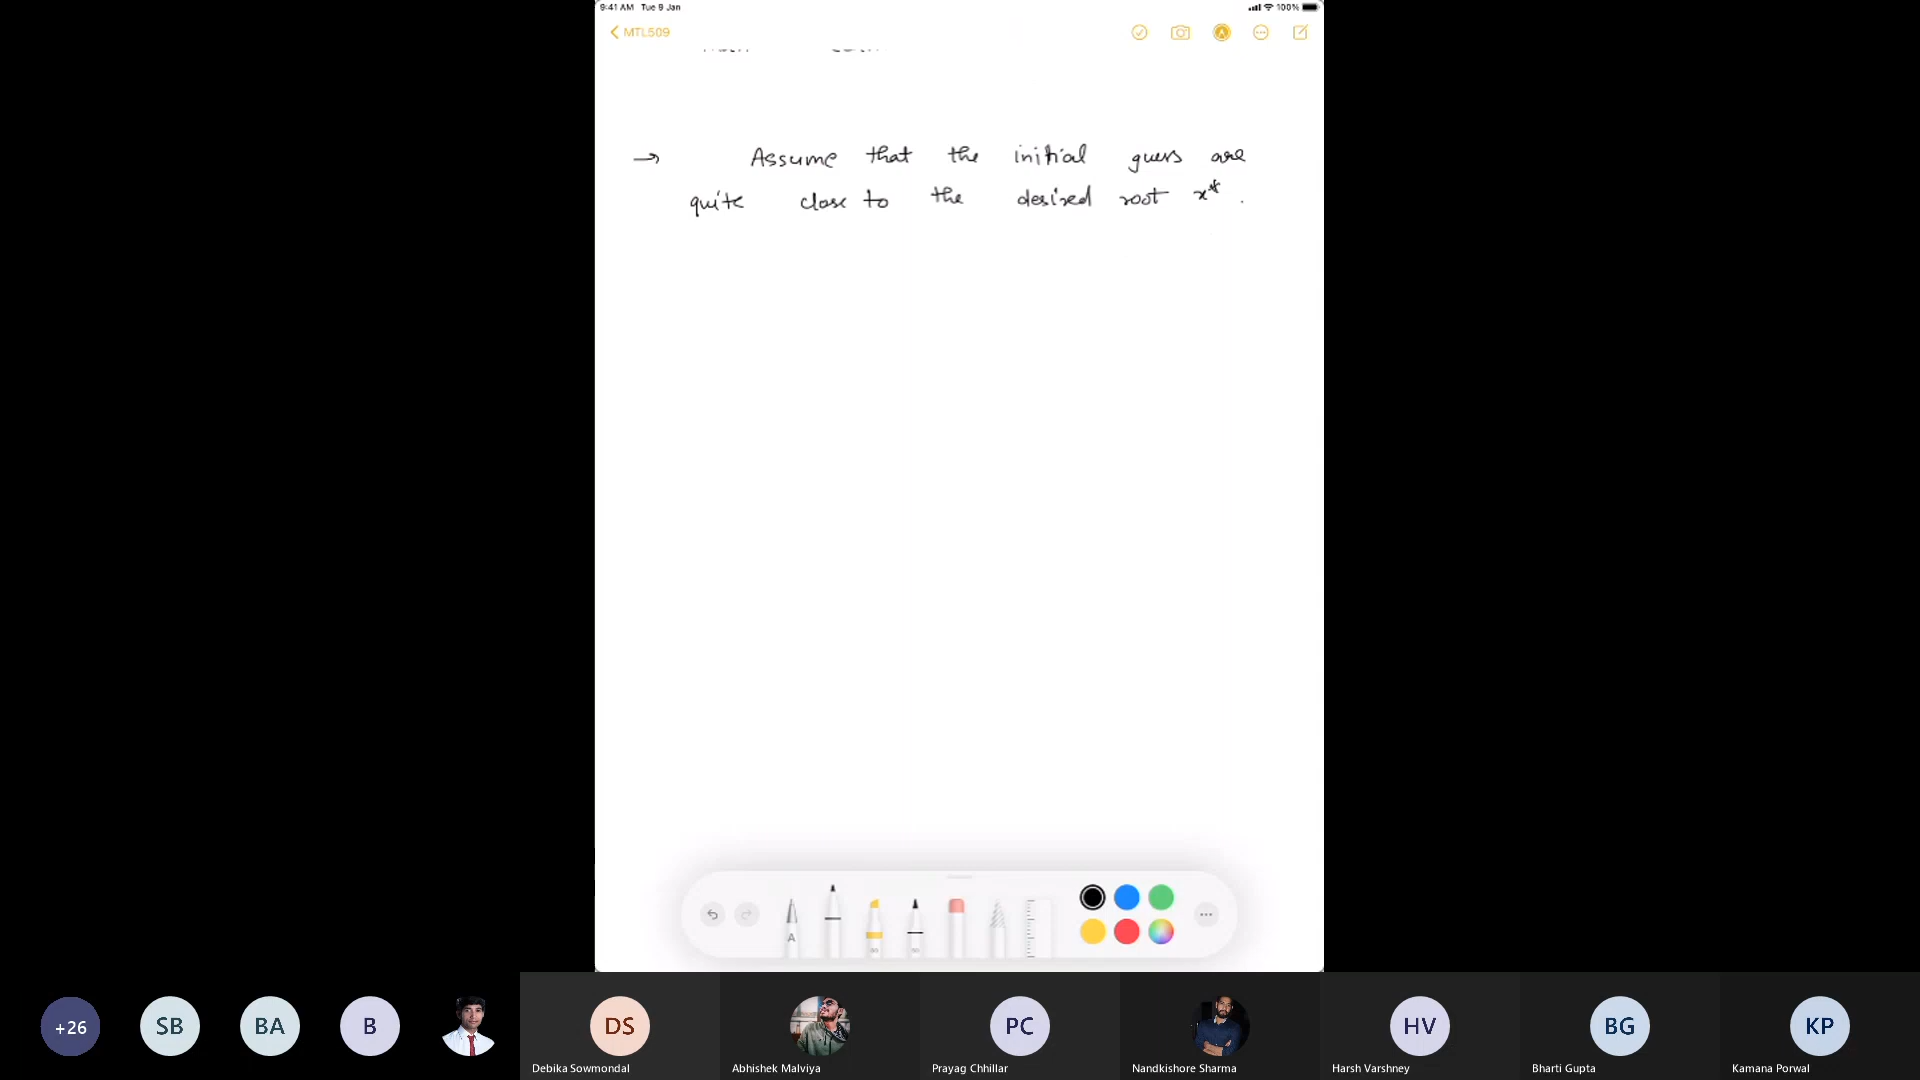 9:41 AM Tue 9 Jan
100%
MTL509
→ Assume that the initial guess are
quite close to the desired root x* .
A
+26
SB
BA
B
DS
PC
HV
BG
KP
Debika Sowmondal
Abhishek Malviya
Prayag Chhillar
Nandkishore Sharma
Harsh Varshney
Bharti Gupta
Kamana Porwal